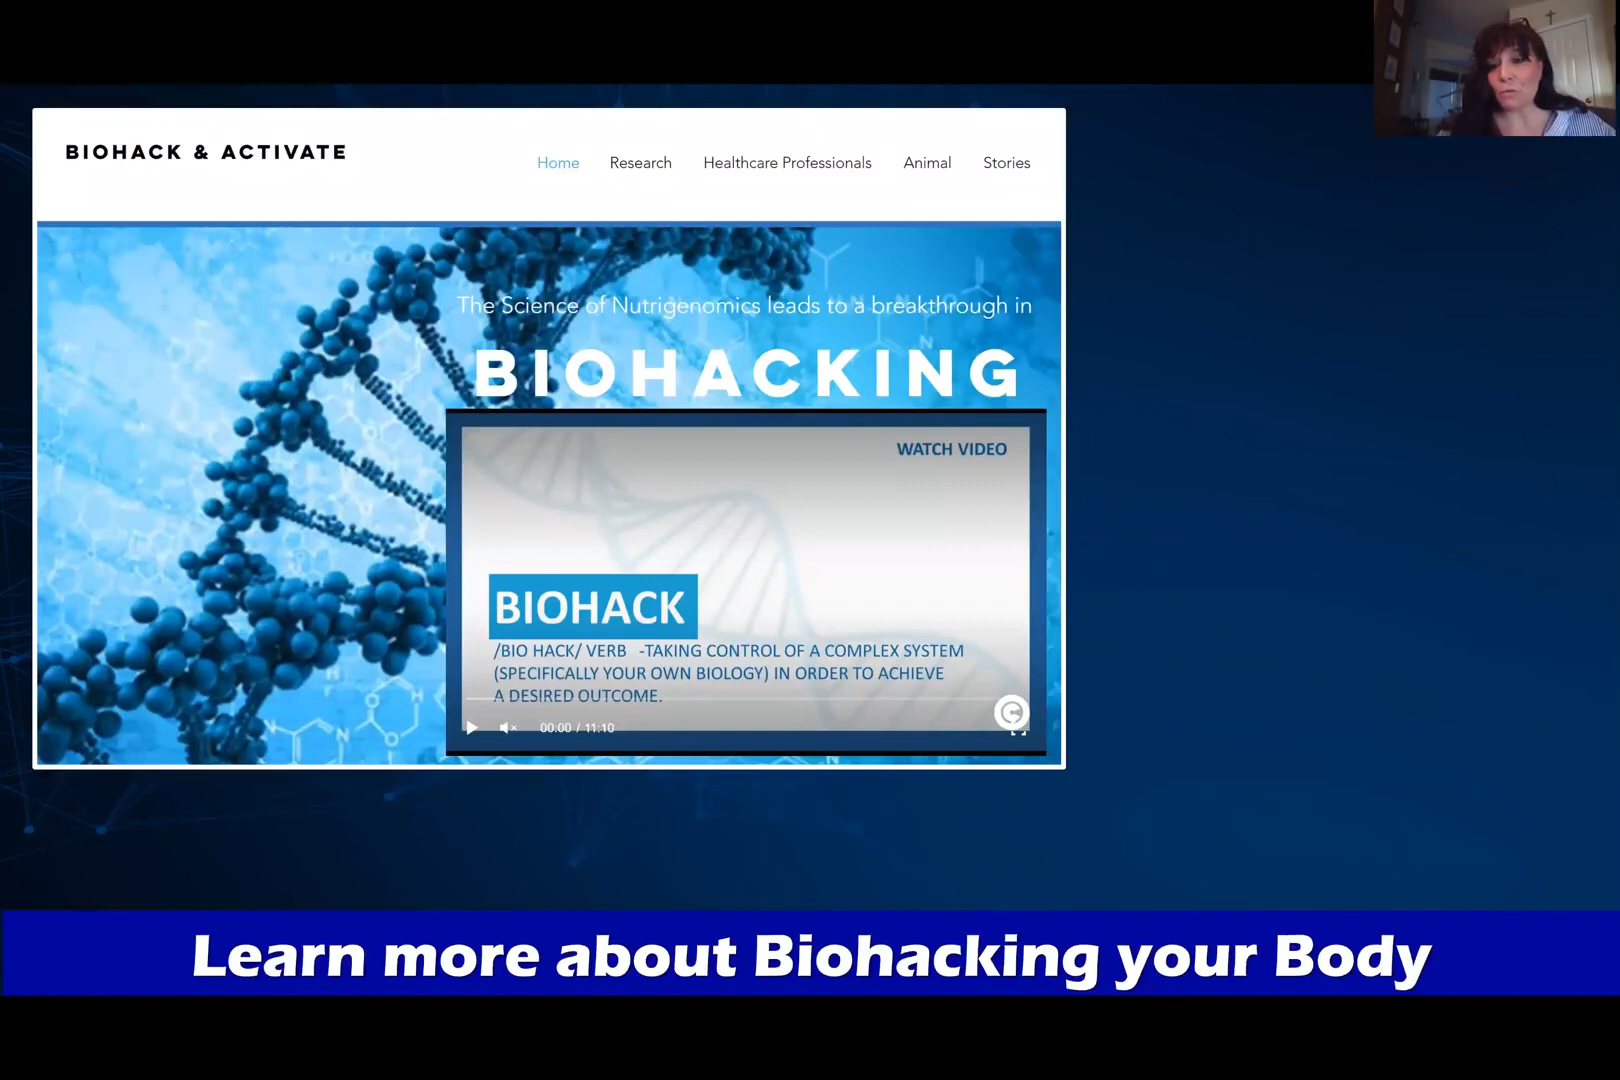 BIOHACK & ACTIVATE
Home Research Healthcare Professionals Animal Stories
The Science of Nutrigenomics leads to a breakthrough in
BIOHACKING
WATCH VIDEO
BIOHACK
/BIO HACK/ VERB -TAKING CONTROL OF A COMPLEX SYSTEM
(SPECIFICALLY YOUR OWN BIOLOGY) IN ORDER TO ACHIEVE
A DESIRED OUTCOME.
00:00 / 11:10
Learn more about Biohacking your Body